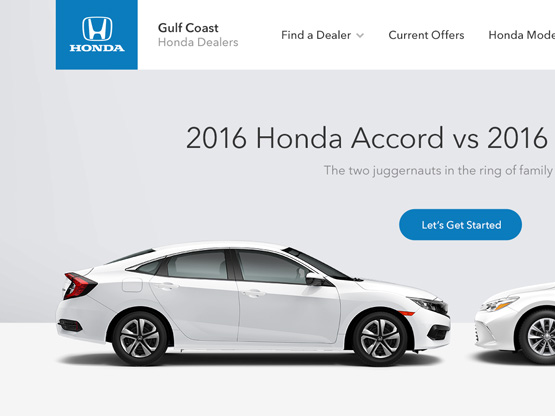 HONDA
Gulf Coast
Honda Dealers
Find a Dealer
Current Offers
Honda Mode
2016 Honda Accord vs 2016
The two juggernauts in the ring of family
Let's Get Started